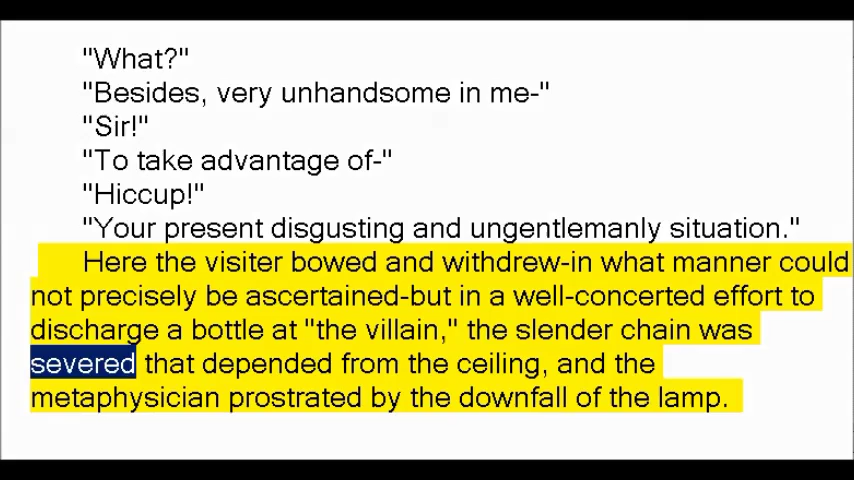 "What?"
"Besides, very unhandsome in me-"
"Sir!"
"To take advantage of-"
"Hiccup!"
"Your present disgusting and ungentlemanly situation."
Here the visiter bowed and withdrew-in what manner could
not precisely be ascertained-but in a well-concerted effort to
discharge a bottle at "the villain," the slender chain was
severed that depended from the ceiling, and the
metaphysician prostrated by the downfall of the lamp.